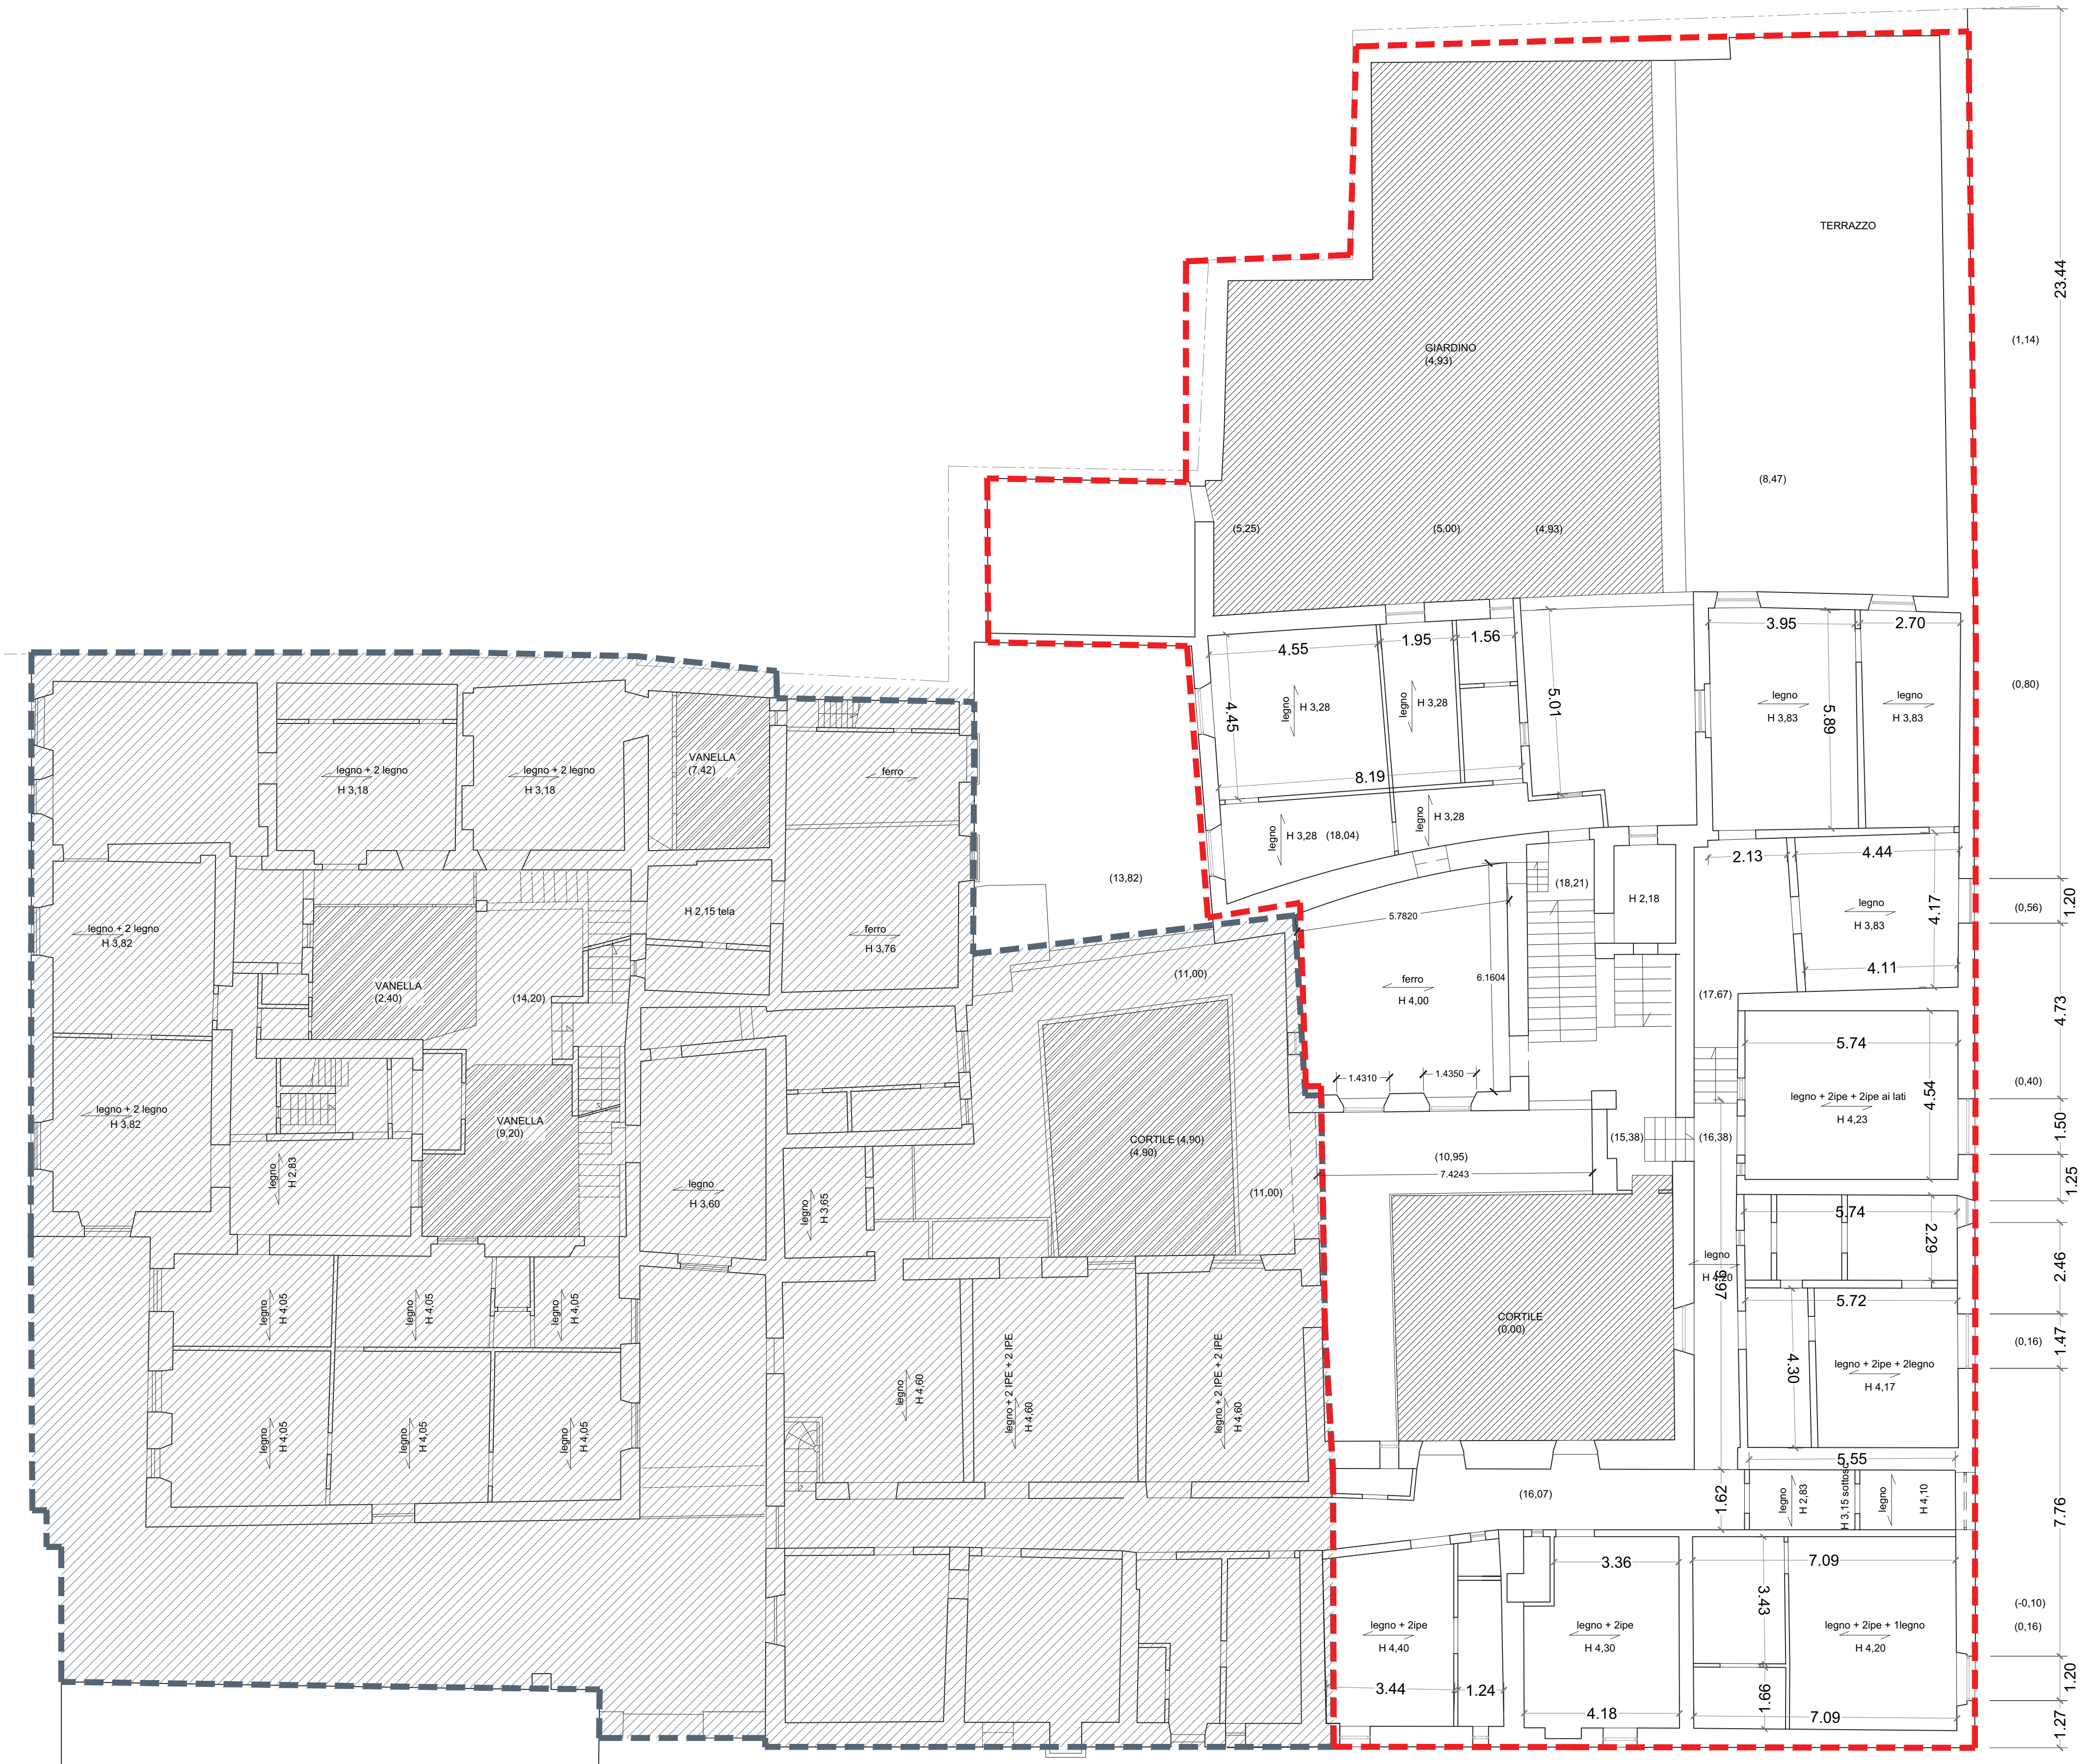 TERRAZZO
23.44
GIARDINO
(4,93)
(1,14)
(8,47)
(5,25)
(5,00)
(4,93)
3.95
2.70
4.55
1.95
1.56
5.01
legno
H 3,83
5.89
legno
H 3,83
(0,80)
4.45
legno
H 3,28
legno
H 3,28
8.19
legno
H 3,28
(18,04)
legno
H 3,28
VANELLA
(7.42)
legno + 2 legno
H 3,18
legno + 2 legno
H 3,18
ferro
(13,82)
(18,21)
2.13
4.44
H 2,18
legno
H 3,83
4.17
4.11
(0,56)
1.20
5.7820
H 2,15 tela
ferro
H 3,76
legno + 2 legno
H 3,82
VANELLA
(2,40)
(14,20)
(11,00)
ferro
H 4,00
6.1604
(17,67)
4.73
5.74
legno + 2ipe + 2ipe ai lati
H 4,23
4.54
(0,40)
1.4310
1.4350
legno + 2 legno
H 3,82
VANELLA
(9,20)
CORTILE (4,90)
(4,90)
(15,38)
(16,38)
1.50
(10,95)
7.4243
legno
H 2,83
legno
H 3,60
legno
H 3,65
(11,00)
1.25
5.74
2.29
legno
H 4,20
9.97
2.46
5.72
legno
H 4,05
legno
H 4,05
legno
H 4,05
CORTILE
(0,00)
4.30
legno + 2ipe + 2legno
H 4,17
(0,16)
1.47
legno
H 4,60
legno + 2 IPE + 2 IPE
H 4,60
legno + 2 IPE + 2 IPE
H 4,60
legno
H 4,05
legno
H 4,05
legno
H 4,05
5.55
(16,07)
1.62
legno
H 2,83
H 3,15 sottosc
legno
H 4,10
7.76
3.36
7.09
3.43
legno + 2ipe
H 4,40
legno + 2ipe
H 4,30
legno + 2ipe + 1legno
H 4,20
(-0,10)
(0,16)
3.44
1.24
4.18
1.66
7.09
1.20
1.27